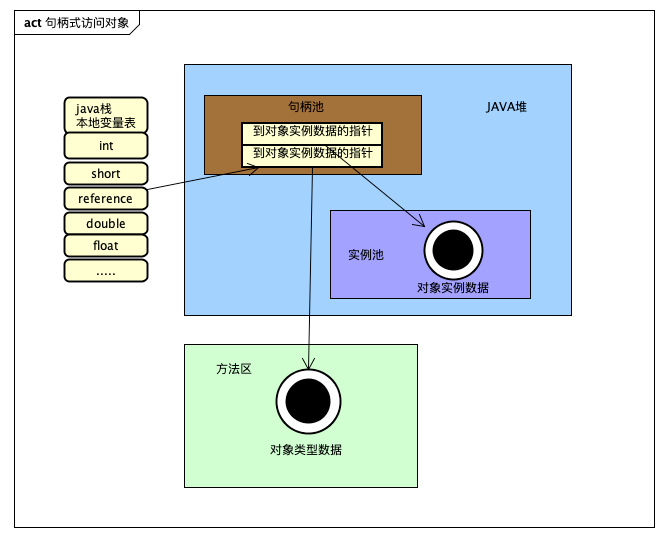 act 句柄式访问对象
java栈
本地变量表
int
short
reference
double
float
.....
句柄池
JAVA堆
到对象实例数据的指针
到对象实例数据的指针
实例池
对象实例数据
方法区
对象类型数据